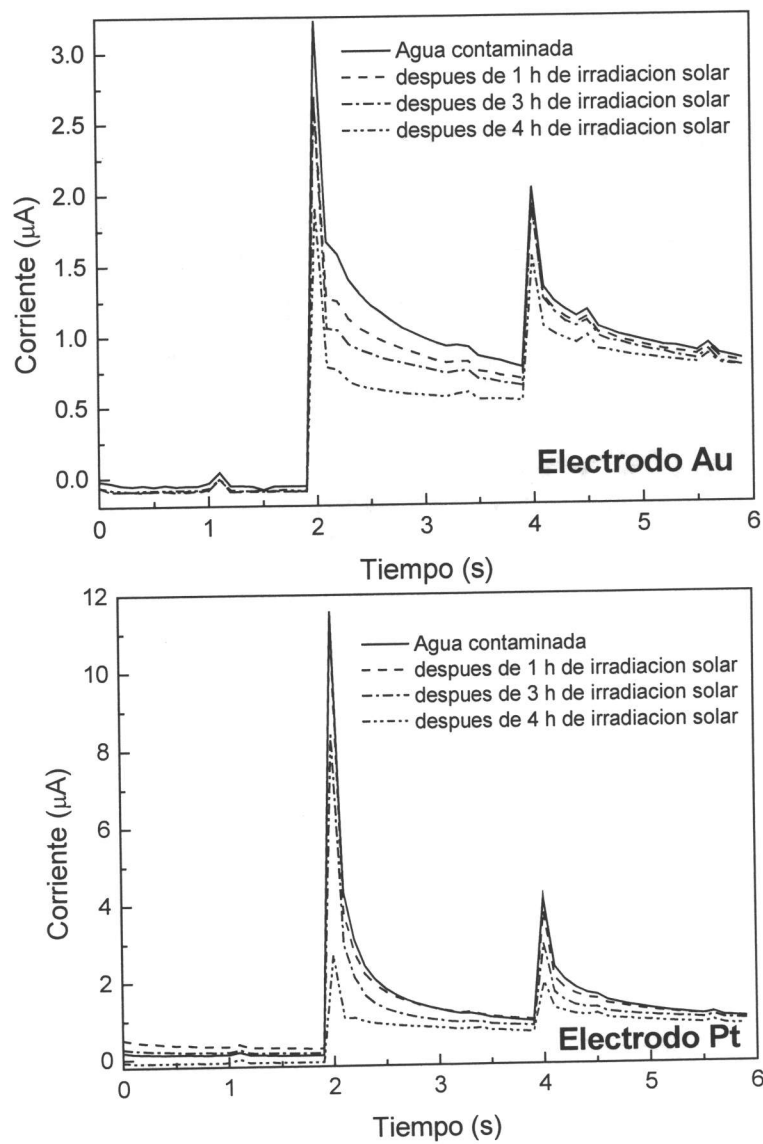 3.0
2.5
2.0
1.5
1.0
0.5
0.0
Corriente (μA)
Agua contaminada
despues de 1 h de irradiacion solar
despues de 3 h de irradiacion solar
despues de 4 h de irradiacion solar
Electrodo Au
0 1 2 3 4 5 6
Tiempo (s)
12
10
8
6
4
2
0
Corriente (μA)
Agua contaminada
despues de 1 h de irradiacion solar
despues de 3 h de irradiacion solar
despues de 4 h de irradiacion solar
Electrodo Pt
0 1 2 3 4 5 6
Tiempo (s)